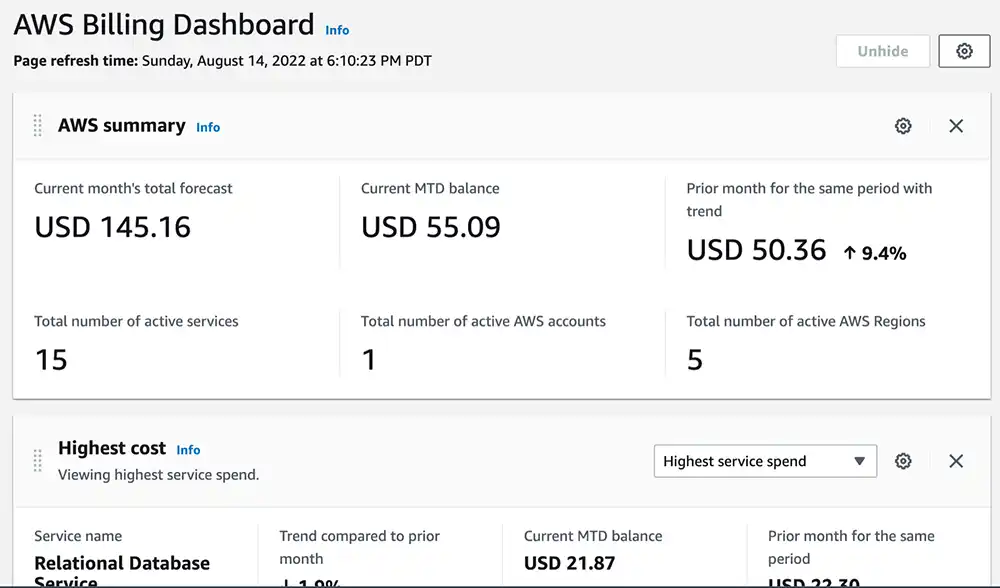 AWS Billing Dashboard Info
Page refresh time: Sunday, August 14, 2022 at 6:10:23 PM PDT
Unhide
AWS summary Info
Current month's total forecast
USD 145.16
Current MTD balance
USD 55.09
Prior month for the same period with
trend
USD 50.36 ↑ 9.4%
Total number of active services
15
Total number of active AWS accounts
1
Total number of active AWS Regions
5
Highest cost Info
Viewing highest service spend.
Highest service spend
Service name
Relational Database
Service
Trend compared to prior
month
↓ 1.9%
Current MTD balance
USD 21.87
Prior month for the same
period
USD 22.30